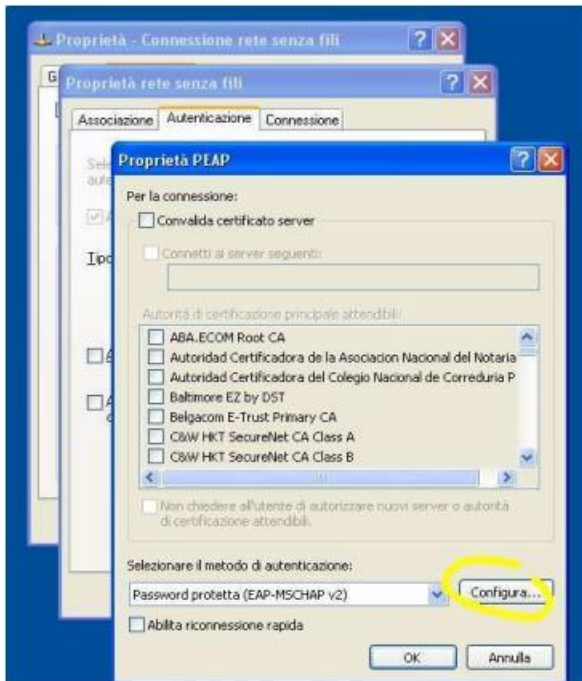 Proprietà - Connessione rete senza fili
G
Proprietà rete senza fili
Associazione
Autenticazione
Connessione
Sele
aute
Tipo
Proprietà PEAP
Per la connessione:
Convalida certificato server
Connetti ai server seguenti:
Autorità di certificazione principale attendibili:
ABA.ECOM Root CA
Autoridad Certificadora de la Asociacion Nacional del Notaria
Autoridad Certificadora del Colegio Nacional de Correduria P
Baltimore EZ by DST
Belgacom E-Trust Primary CA
C&W HKT SecureNet CA Class A
C&W HKT SecureNet CA Class B
Non chiedere all'utente di autorizzare nuovi server o autorità
di certificazione attendibili.
Selezionare il metodo di autenticazione:
Password protetta (EAP-MSCHAP v2)
Configura...
Abilita riconnessione rapida
OK
Annulla